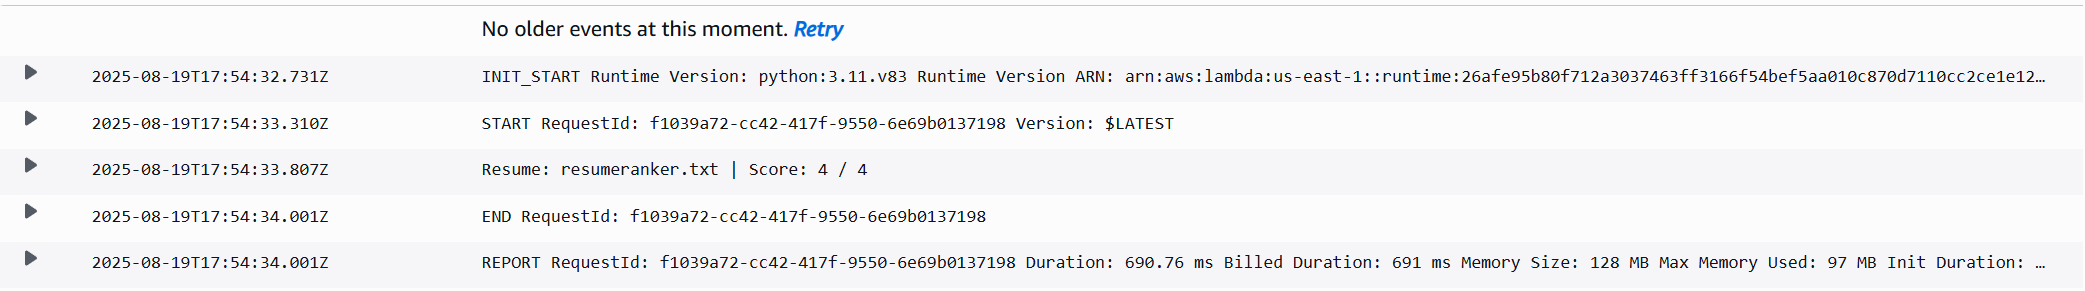 No older events at this moment. Retry
2025-08-19T17:54:32.731Z INIT_START Runtime Version: python:3.11.v83 Runtime Version ARN: arn:aws:lambda:us-east-1::runtime:26afe95b80f712a3037463ff3166f54bef5aa010c870d7110cc2ce1e12…
2025-08-19T17:54:33.310Z START RequestId: f1039a72-cc42-417f-9550-6e69b0137198 Version: $LATEST
2025-08-19T17:54:33.807Z Resume: resumeranker.txt | Score: 4 / 4
2025-08-19T17:54:34.001Z END RequestId: f1039a72-cc42-417f-9550-6e69b0137198
2025-08-19T17:54:34.001Z REPORT RequestId: f1039a72-cc42-417f-9550-6e69b0137198 Duration: 690.76 ms Billed Duration: 691 ms Memory Size: 128 MB Max Memory Used: 97 MB Init Duration: …